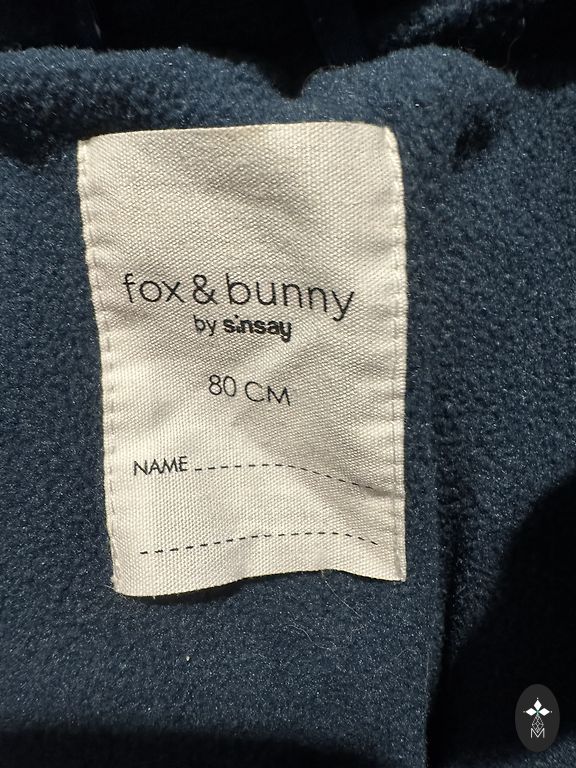 fox & bunny
by sinsay
80 CM
NAME
M